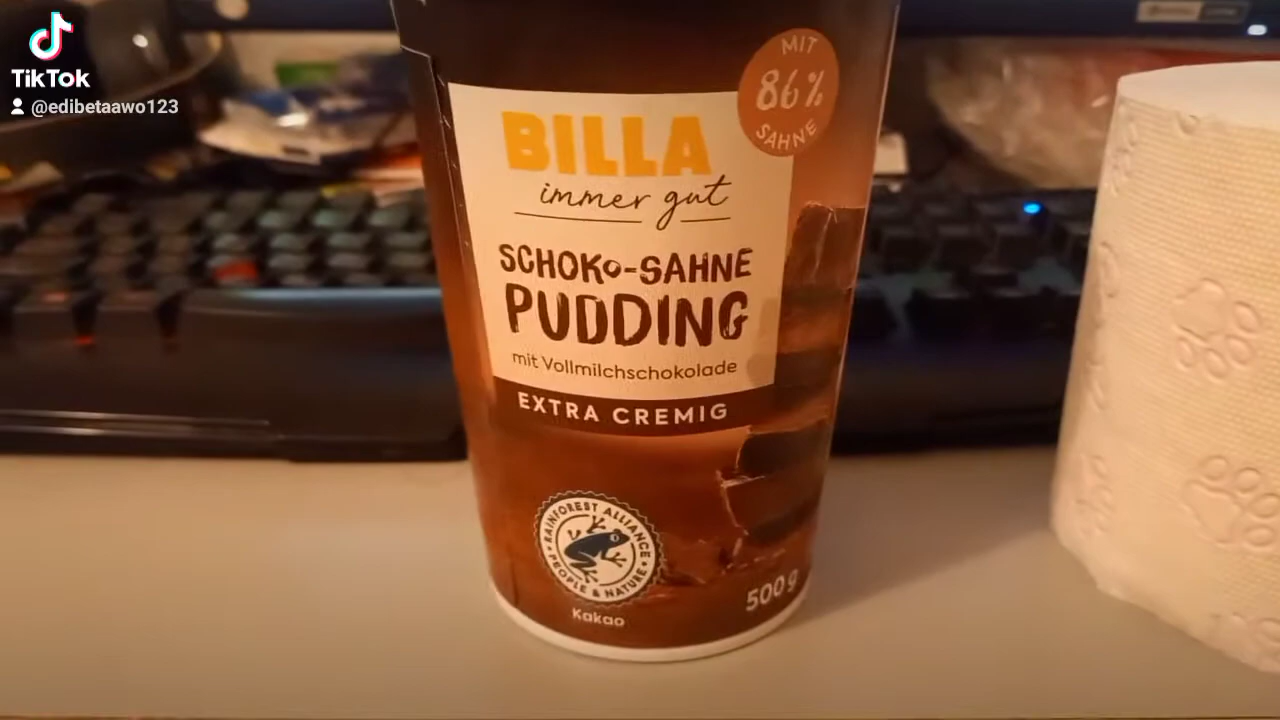 TikTok
@edibetaawo123
MIT
86%
SAHNE
BILLA
immer gut
SCHOKO-SAHNE
PUDDING
mit Vollmilchschokolade
EXTRA CREMIG
RAINFOREST ALLIANCE
PEOPLE & NATURE
Kakao
500g